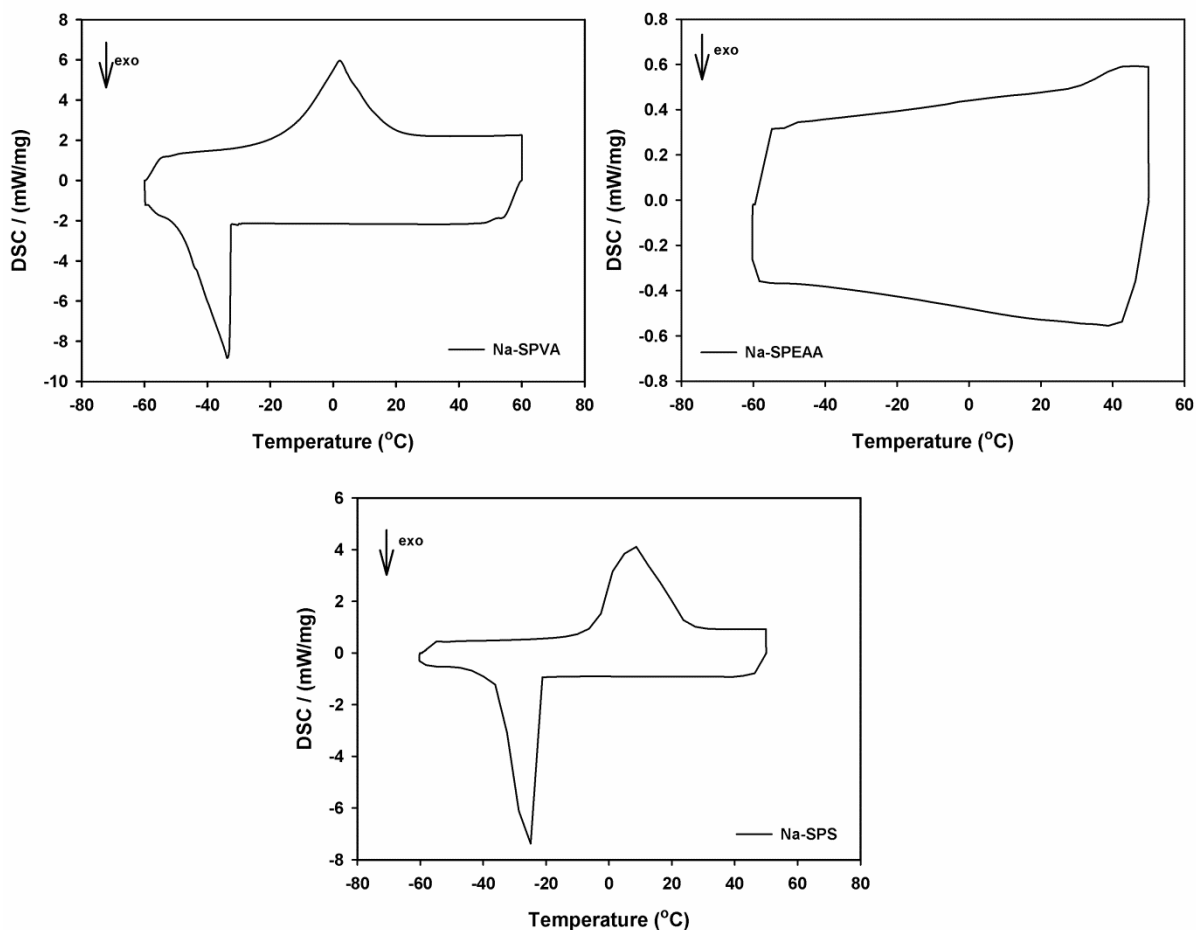 8
6
4
2
0
-2
-4
-6
-8
-10
DSC / (mW/mg)
exo
Na-SPVA
-80 -60 -40 -20 0 20 40 60 80
Temperature (°C)
0.8
0.6
0.4
0.2
0.0
-0.2
-0.4
-0.6
-0.8
DSC / (mW/mg)
exo
Na-SPEAA
-80 -60 -40 -20 0 20 40 60
Temperature (°C)
6
4
2
0
-2
-4
-6
-8
DSC / (mW/mg)
exo
Na-SPS
-80 -60 -40 -20 0 20 40 60 80
Temperature (°C)